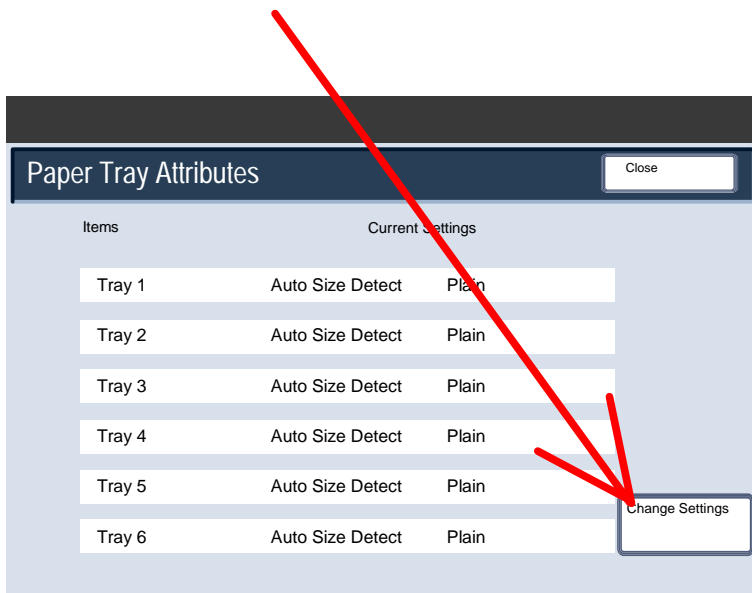 Paper Tray Attributes Close
Items Current Settings
Tray 1 Auto Size Detect Plain
Tray 2 Auto Size Detect Plain
Tray 3 Auto Size Detect Plain
Tray 4 Auto Size Detect Plain
Tray 5 Auto Size Detect Plain
Change Settings
Tray 6 Auto Size Detect Plain